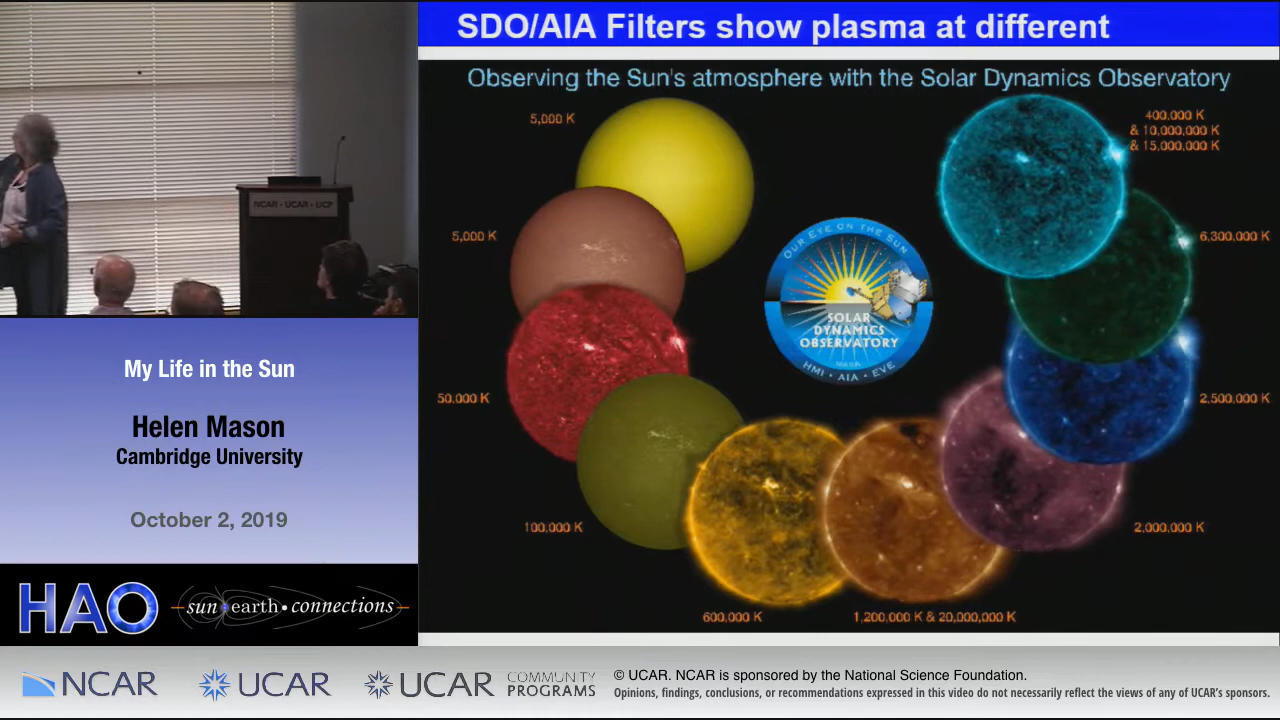 SDO/AIA Filters show plasma at different
Observing the Sun's atmosphere with the Solar Dynamics Observatory
5,000 K
400,000 K
& 10,000,000 K
& 15,000,000 K
5,000 K
6,300,000 K
OUR EYE ON THE SUN
SOLAR
DYNAMICS
OBSERVATORY
NASA
HMI • AIA • EVE
50,000 K
2,500,000 K
100,000 K
2,000,000 K
600,000 K
1,200,000 K & 20,000,000 K
NCAR • UCAR • UCP
My Life in the Sun
Helen Mason
Cambridge University
October 2, 2019
HAO
sun • earth • connections
NCAR
UCAR
UCAR
COMMUNITY
PROGRAMS
© UCAR. NCAR is sponsored by the National Science Foundation.
Opinions, findings, conclusions, or recommendations expressed in this video do not necessarily reflect the views of any of UCAR's sponsors.